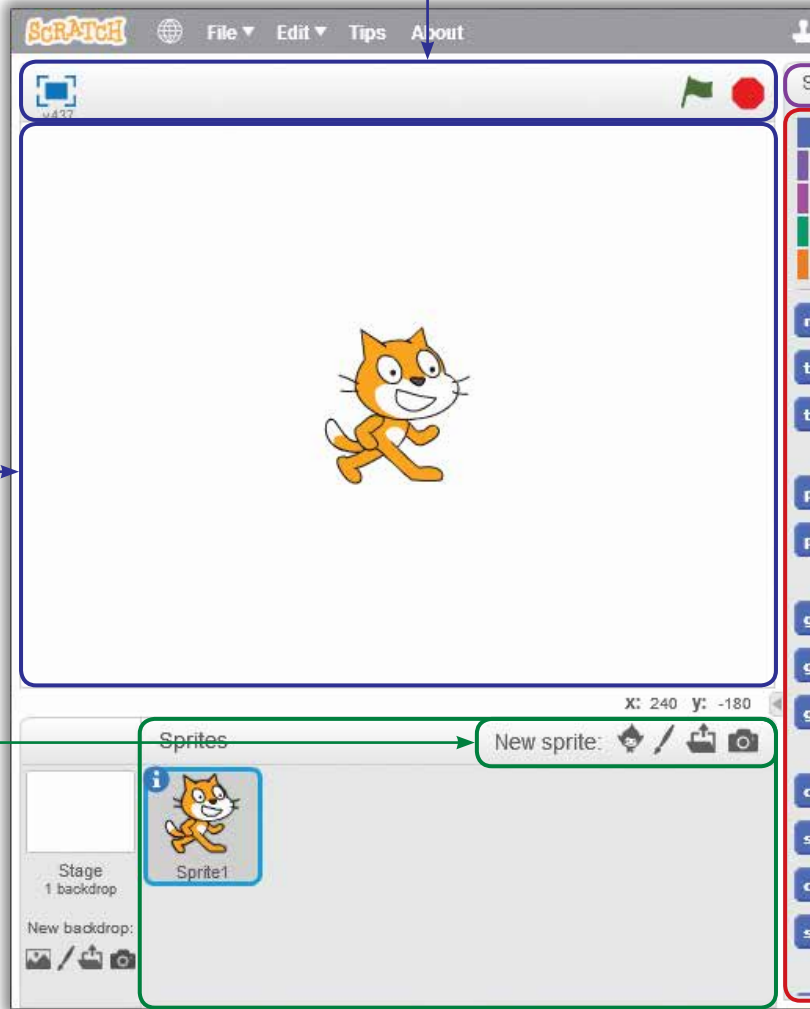 SCRATCH File Edit Tips About
v437
S
r
t
t
p
p
g
g
g
x: 240 y: -180
Sprites New sprite:
i
c
s
Sprite1
Stage
1 backdrop
c
New backdrop:
s